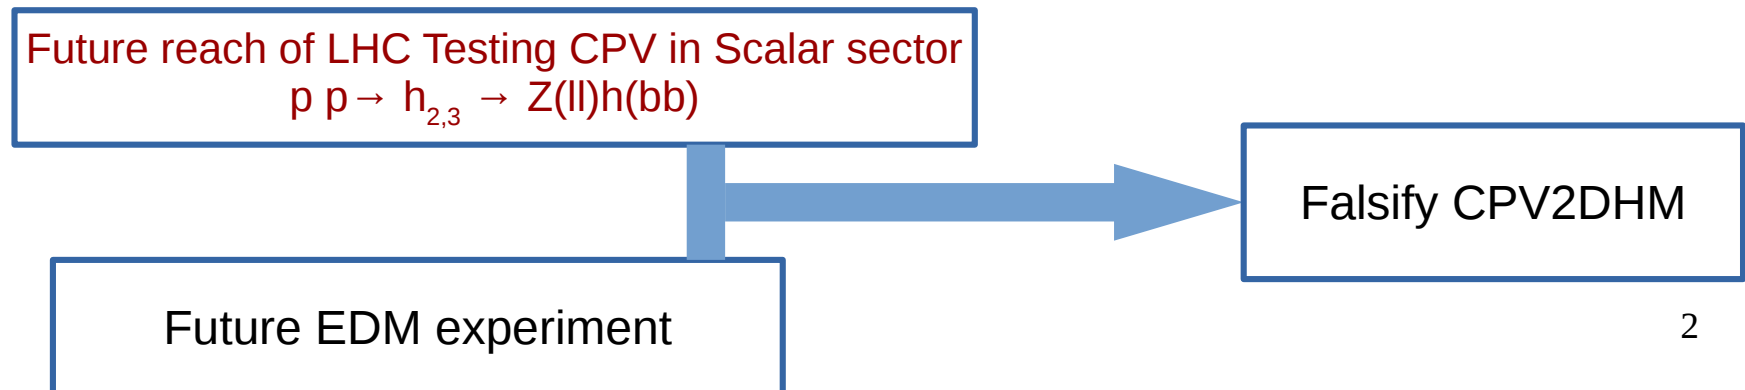 Future reach of LHC Testing CPV in Scalar sector
p p→ h2,3 → Z(ll)h(bb)
Falsify CPV2DHM
Future EDM experiment
2